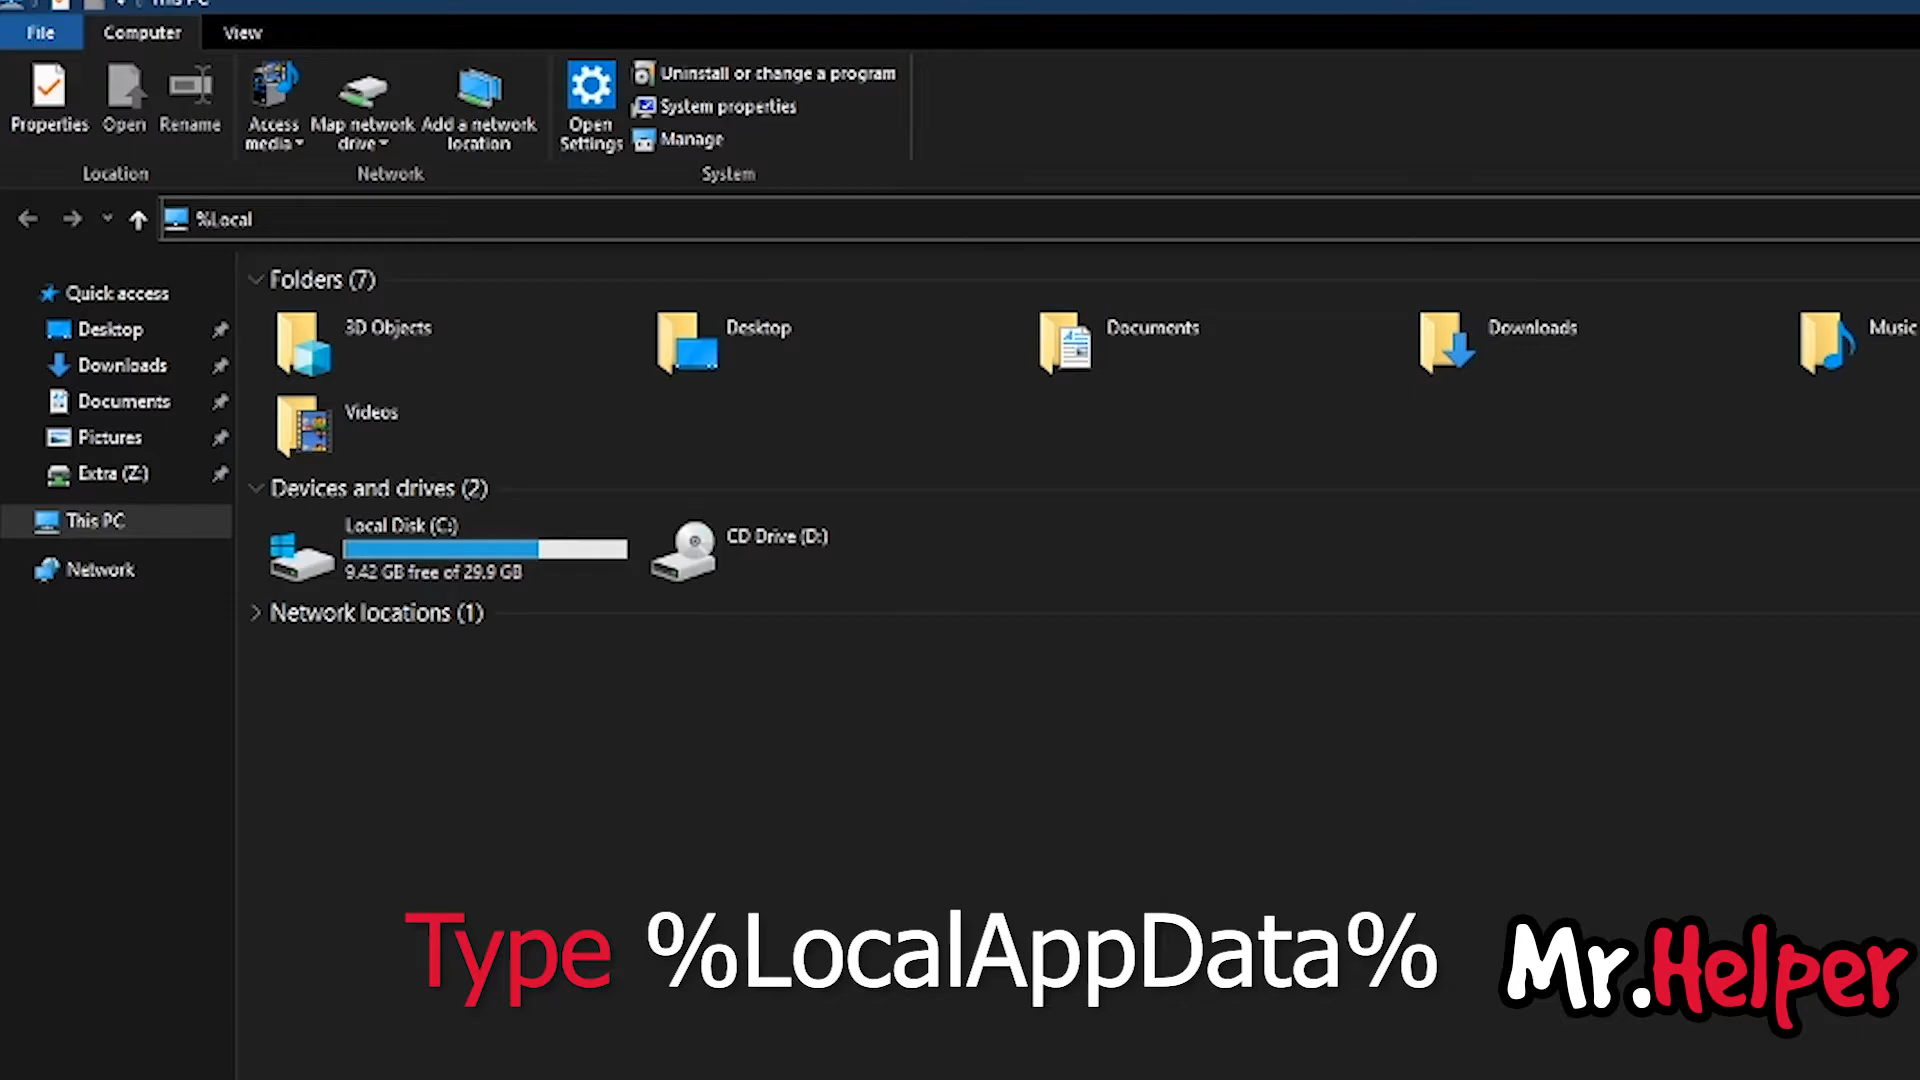 This PC
File Computer View
Properties Open Rename Access media Map network drive Add a network location Open Settings Uninstall or change a program
System properties
Manage
Location Network System
%Local
Quick access
Desktop
Downloads
Documents
Pictures
Extra (Z:)
This PC
Network
Folders (7)
3D Objects Desktop Documents Downloads Music
Videos
Devices and drives (2)
Local Disk (C:)
9.42 GB free of 29.9 GB
CD Drive (D:)
Network locations (1)
Type %LocalAppData%
Mr.Helper